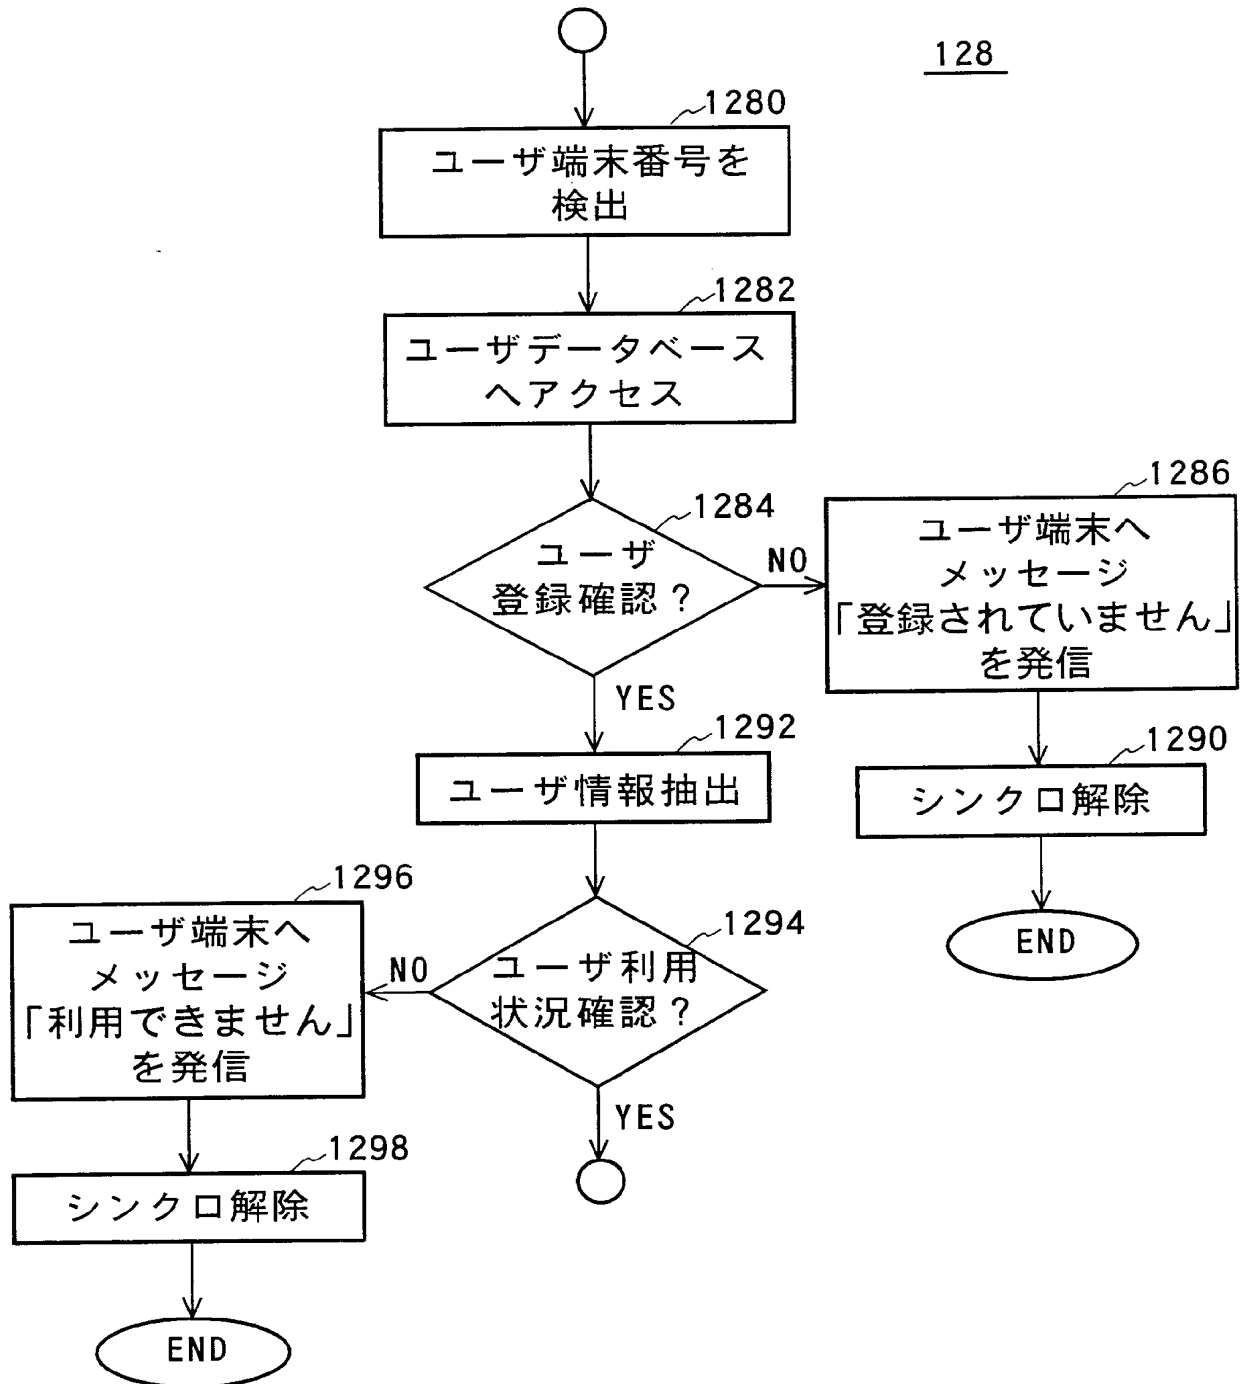 128
1280
ユーザ端末番号を
検出
1282
ユーザデータベース
へアクセス
1284
ユーザ
登録確認?
NO
1286
ユーザ端末へ
メッセージ
「登録されていません」
を発信
YES
1290
シンクロ解除
END
1292
ユーザ情報抽出
1294
ユーザ利用
状況確認?
NO
1296
ユーザ端末へ
メッセージ
「利用できません」
を発信
YES
1298
シンクロ解除
END